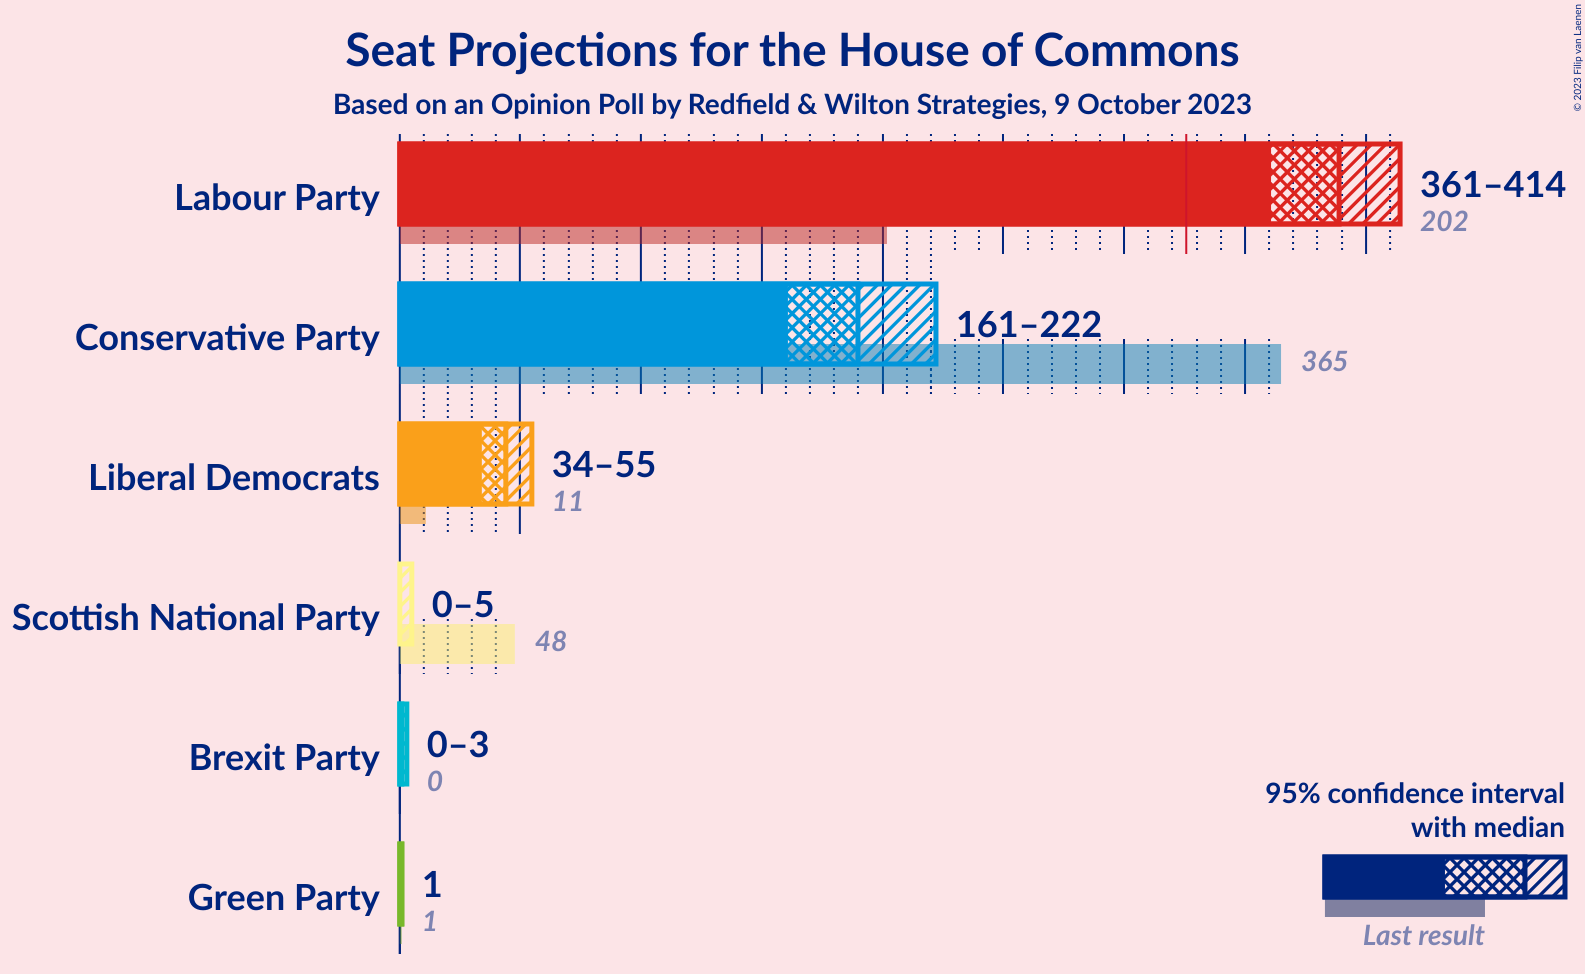 Seat Projections for the House of Commons
Based on an Opinion Poll by Redfield & Wilton Strategies, 9 October 2023
© 2023 Filip van Laenen
Labour Party
361–414
202
Conservative Party
161–222
365
Liberal Democrats
34–55
11
Scottish National Party
0–5
48
Brexit Party
0–3
0
Green Party
1
1
95% confidence interval
with median
Last result